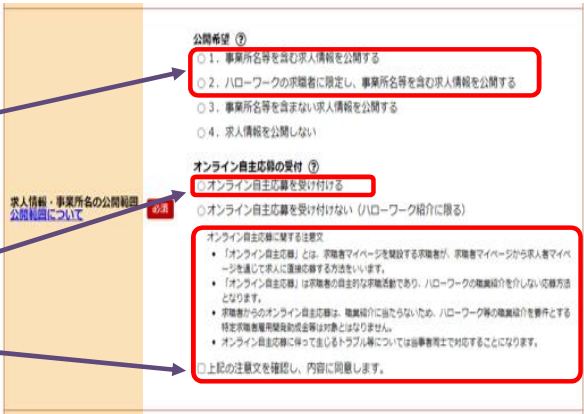 公開希望 ?
○1．事業所名等を含む求人情報を公開する
○2．ハローワークの求職者に限定し、事業所名等を含む求人情報を公開する
○3．事業所名等を含まない求人情報を公開する
○4．求人情報を公開しない
オンライン自主応募の受付 ?
○オンライン自主応募を受け付ける
求人情報・事業所名の公開範囲
公開範囲について
必須
○オンライン自主応募を受け付けない（ハローワーク紹介に限る）
オンライン自主応募に関する注意文
• 「オンライン自主応募」とは、求職者マイページを開設する求職者が、求職者マイページから求人者マイペ
ージを通じて求人に直接応募する方法をいいます。
• 「オンライン自主応募」は求職者の自主的な求職活動であり、ハローワークの職業紹介を介しない応募方法
となります。
• 求職者からのオンライン自主応募は、職業紹介に当たらないため、ハローワーク等の職業紹介を要件とする
特定求職者雇用開発助成金等は対象とはなりません。
• オンライン自主応募に伴って生じるトラブル等については当事者同士で対応することになります。
□上記の注意文を確認し、内容に同意します。